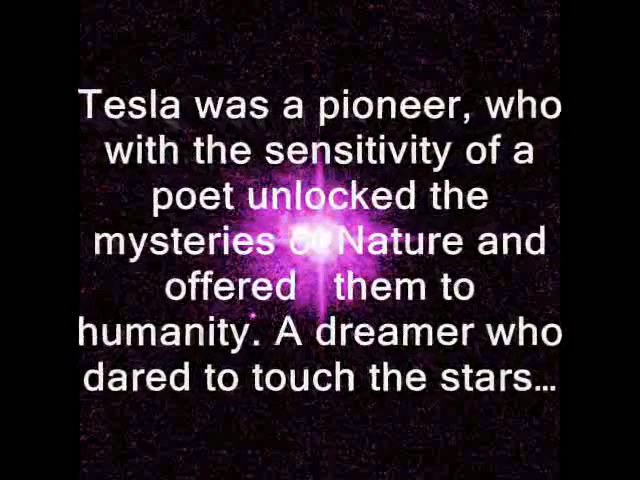 Tesla was a pioneer, who
with the sensitivity of a
poet unlocked the
mysteries of Nature and
offered them to
humanity. A dreamer who
dared to touch the stars...